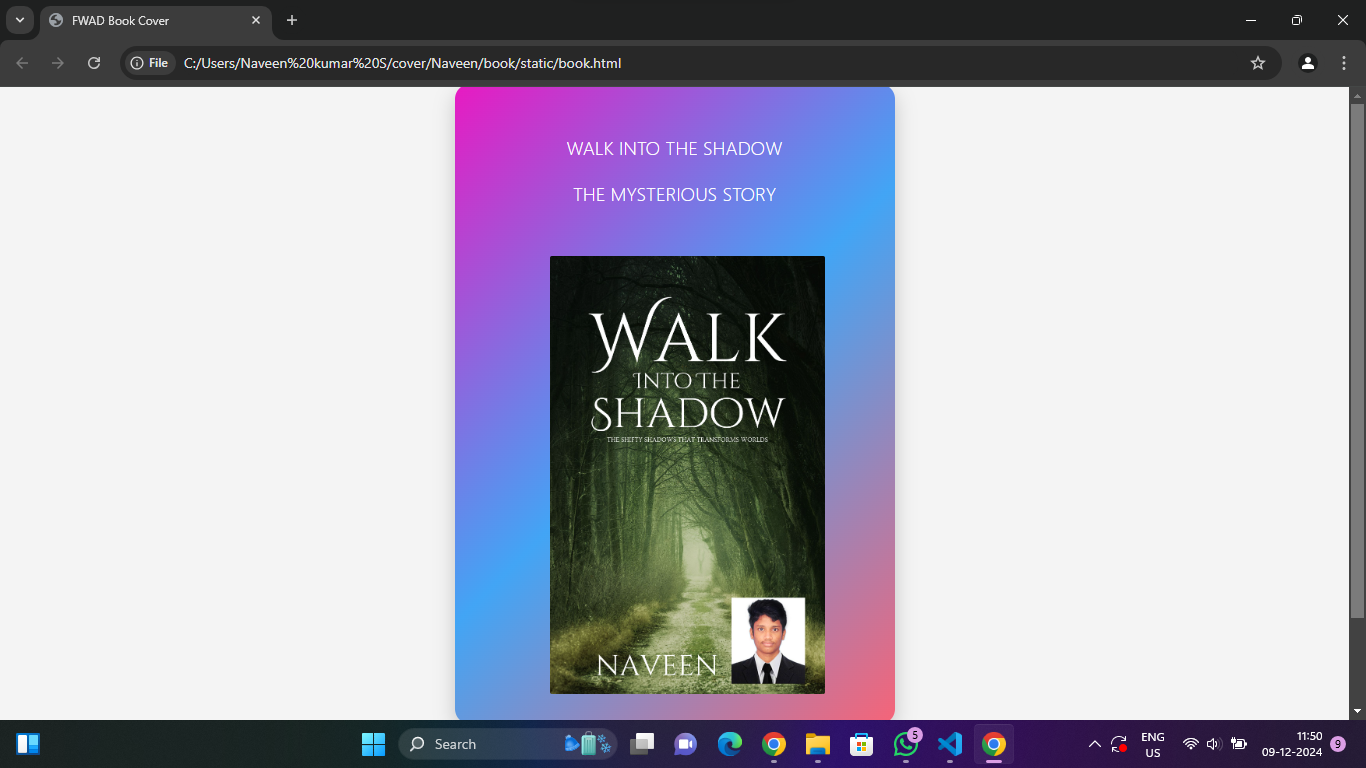 FWAD Book Cover
File
C:/Users/Naveen%20kumar%20S/cover/Naveen/book/static/book.html
WALK INTO THE SHADOW
THE MYSTERIOUS STORY
WALK
INTO THE
SHADOW
THE SHEFTY SHADOWS THAT TRANSFORMS WORLDS
NAVEEN
Search
5
ENG
US
11:50
09-12-2024
9